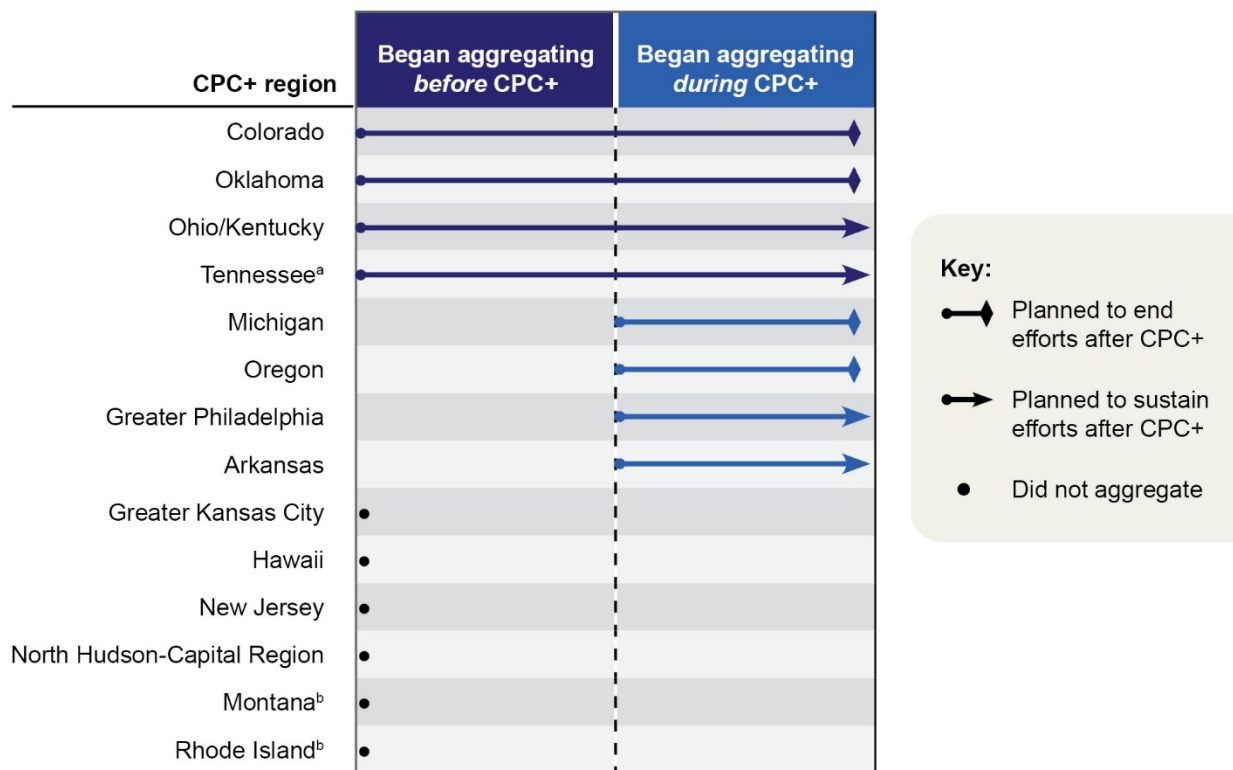 CPC+ region
Began aggregating
before CPC+
Began aggregating
during CPC+
Colorado
Oklahoma
Ohio/Kentucky
Tennesseeᵃ
Michigan
Oregon
Greater Philadelphia
Arkansas
Greater Kansas City
Hawaii
New Jersey
North Hudson-Capital Region
Montanaᵇ
Rhode Islandᵇ
Key:
Planned to end
efforts after CPC+
Planned to sustain
efforts after CPC+
Did not aggregate